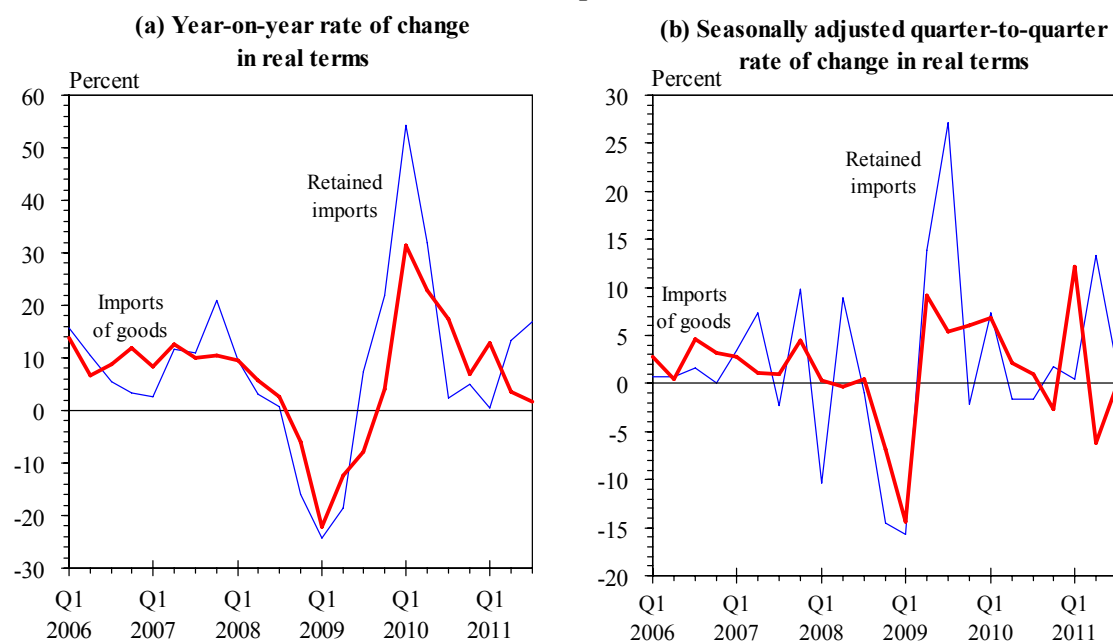 (a) Year-on-year rate of change
in real terms
Percent
60
50
40
30
20
10
0
-10
-20
-30
Retained
imports
Imports
of goods
Q1 Q1 Q1 Q1 Q1 Q1
2006 2007 2008 2009 2010 2011
(b) Seasonally adjusted quarter-to-quarter
rate of change in real terms
Percent
30
25
20
15
10
5
0
-5
-10
-15
-20
Retained
imports
Imports
of goods
Q1 Q1 Q1 Q1 Q1 Q1
2006 2007 2008 2009 2010 2011